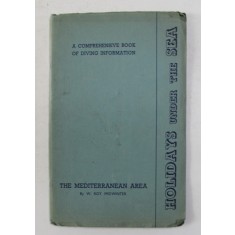 A COMPREHENSIVE BOOK
OF DIVING INFORMATION
HOLIDAYS UNDER THE SEA
THE MEDITERRANEAN AREA